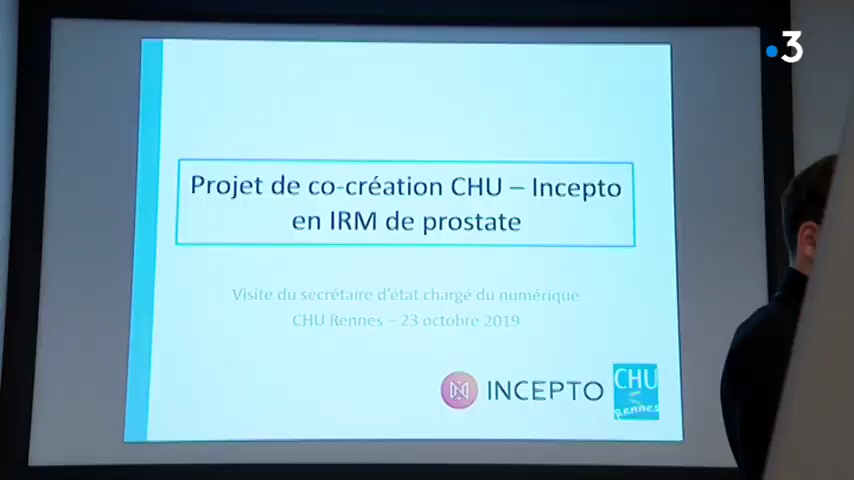 3
Projet de co-création CHU – Incepto
en IRM de prostate
Visite du secrétaire d'état chargé du numérique
CHU Rennes – 23 octobre 2019
INCEPTO
CHU
Rennes